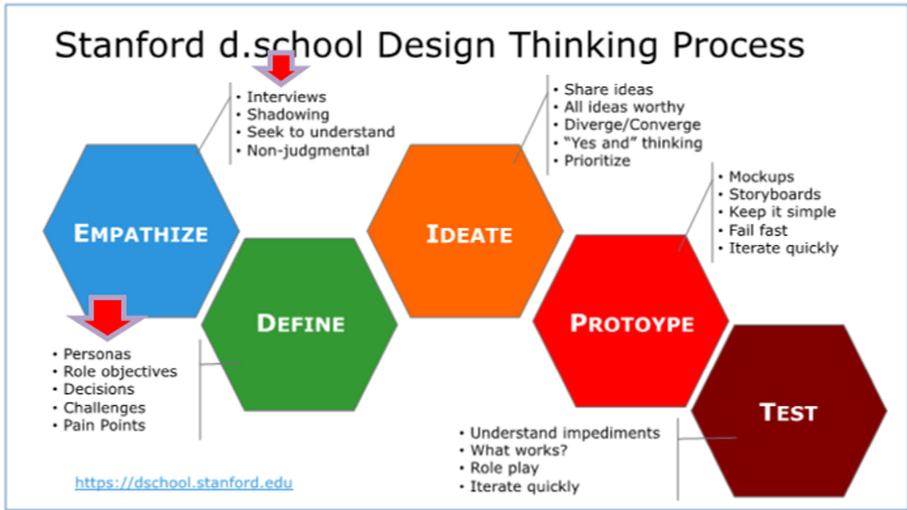 Stanford d.school Design Thinking Process
• Interviews
• Shadowing
• Seek to understand
• Non-judgmental
EMPATHIZE
• Personas
• Role objectives
• Decisions
• Challenges
• Pain Points
DEFINE
• Share ideas
• All ideas worthy
• Diverge/Converge
• "Yes and" thinking
• Prioritize
IDEATE
• Mockups
• Storyboards
• Keep it simple
• Fail fast
• Iterate quickly
PROTOYPE
• Understand impediments
• What works?
• Role play
• Iterate quickly
TEST
https://dschool.stanford.edu